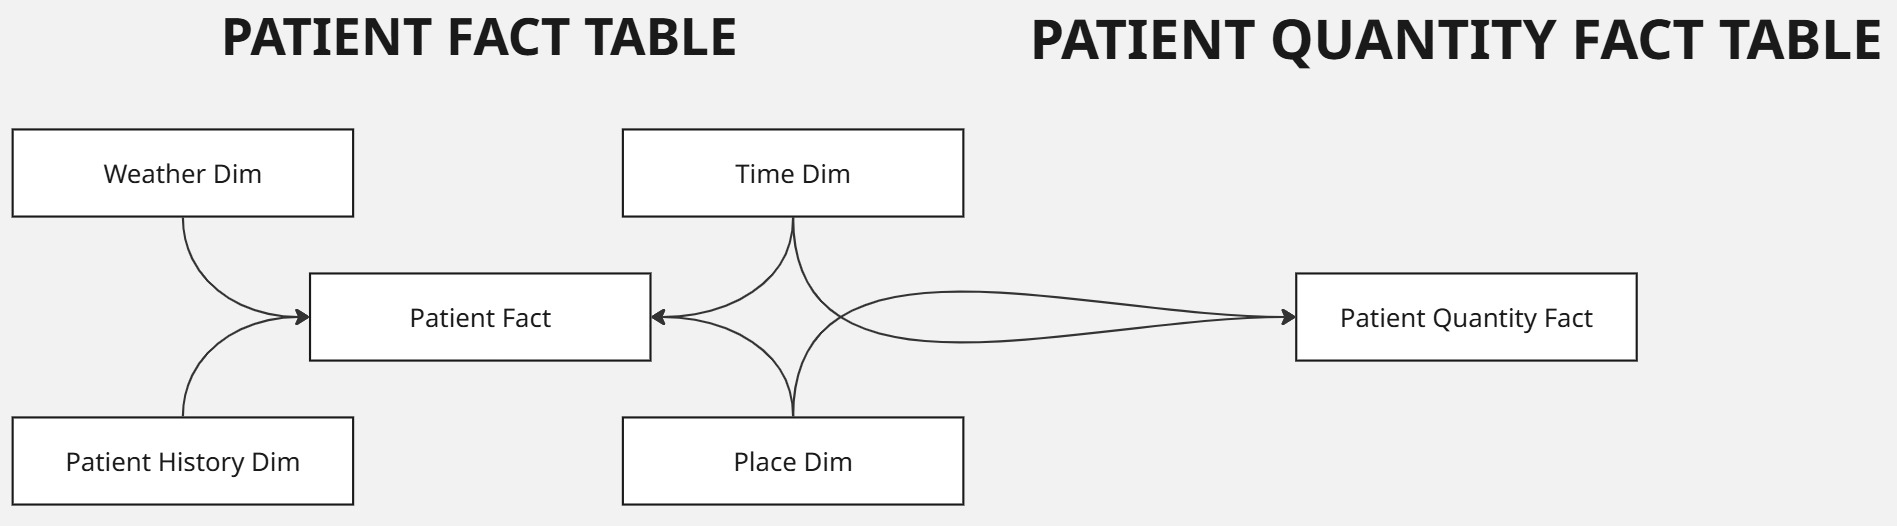 PATIENT FACT TABLE
PATIENT QUANTITY FACT TABLE
Weather Dim
Time Dim
Patient Fact
Patient Quantity Fact
Patient History Dim
Place Dim